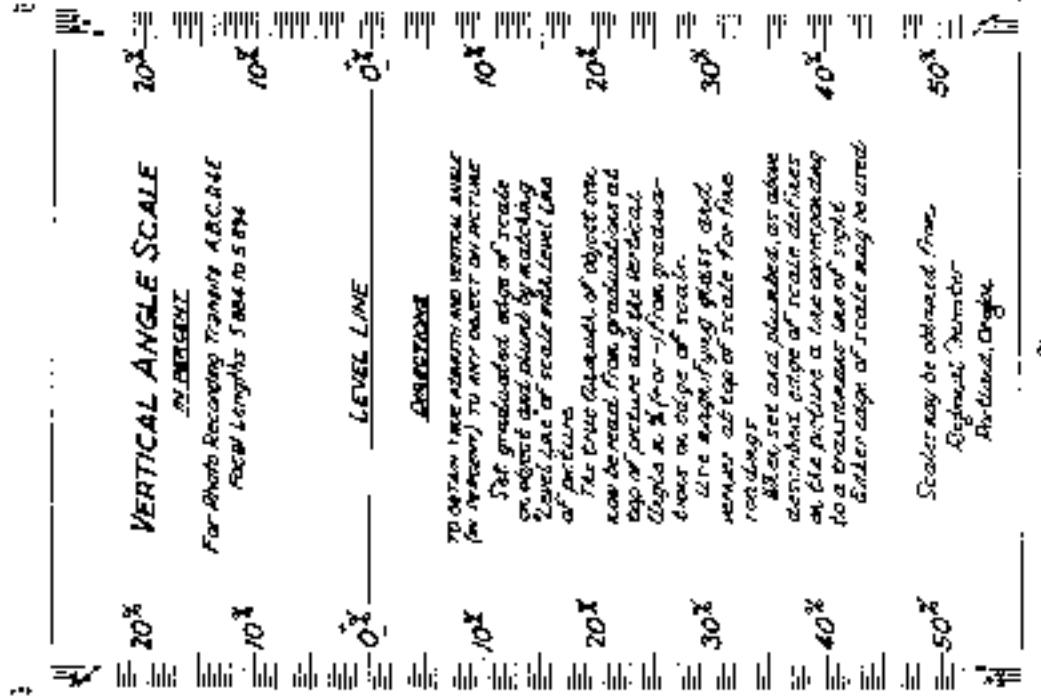 VERTICAL ANGLE SCALE
IN PERCENT
For Photo Recording Transits A.B.C.D.&E
Focal Lengths 5.884 to 5.894
20% 20%
10% 10%
+
0% LEVEL LINE 0%
-
DIRECTIONS
TO OBTAIN TRUE AZIMUTH AND VERTICAL ANGLE
(IN PERCENT) TO ANY OBJECT ON PICTURE
Set graduated edge of scale
on object and plumb by matching
"Level Line" of scale with Level Line
of picture.
The true azimuth of object can
now be read from graduations at
top of picture and the vertical
angle in % (+ or -) from gradua-
tions on edge of scale.
Use magnifying glass and
vernier at top of scale for fine
readings
When set and plumbed, as above
described, edge of scale defines
on the picture a line corresponding
to a transitman's line of sight
Either edge of scale may be used.
10% 10%
20% 20%
30% 30%
40% 40%
50% 50%
Scales may be obtained from
Regional Forester
Portland, Oregon